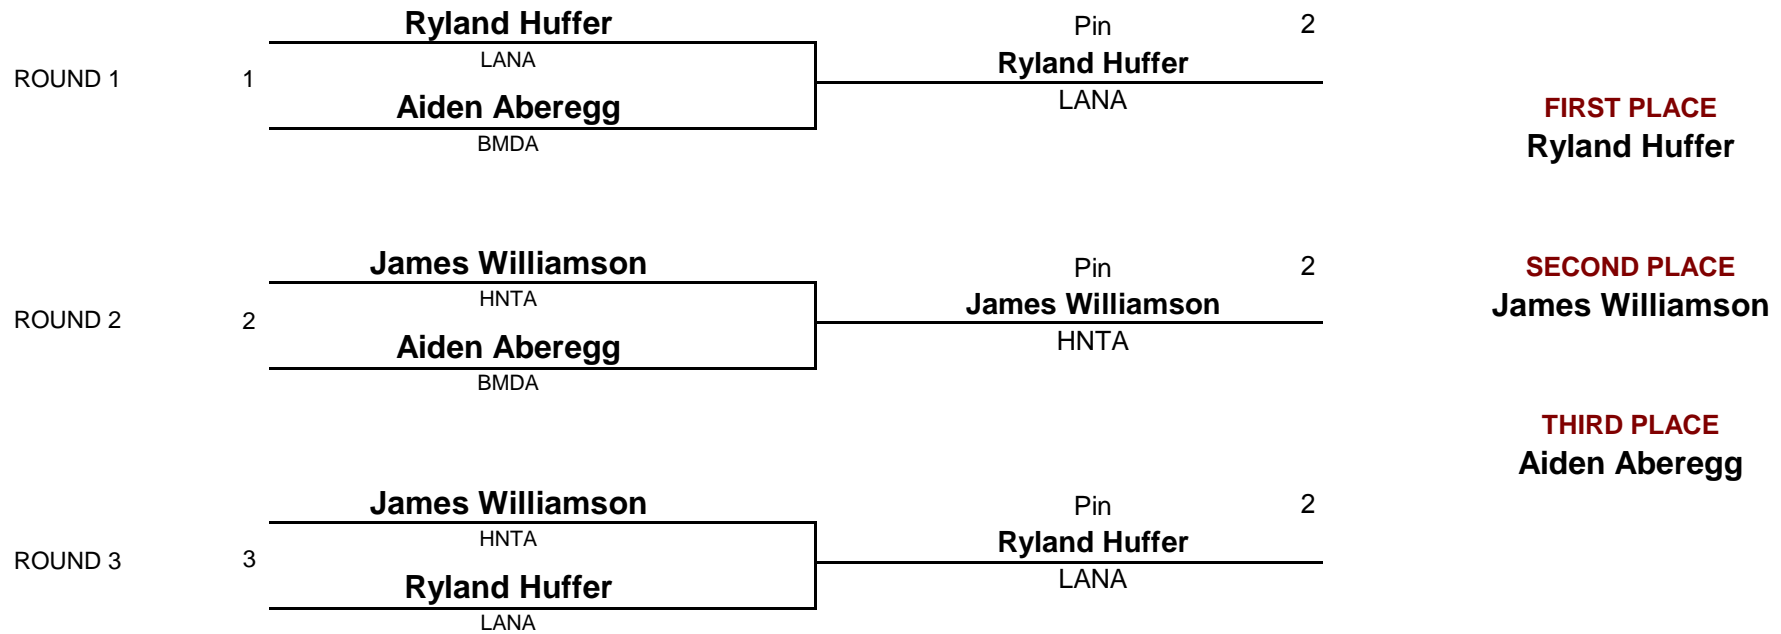 Ryland Huffer
Pin 2
LANA
Ryland Huffer
ROUND 1 1
Aiden Aberegg
LANA
FIRST PLACE
BMDA
Ryland Huffer
James Williamson
Pin 2
SECOND PLACE
HNTA
James Williamson
James Williamson
ROUND 2 2
Aiden Aberegg
HNTA
BMDA
THIRD PLACE
Aiden Aberegg
James Williamson
Pin 2
HNTA
Ryland Huffer
ROUND 3 3
Ryland Huffer
LANA
LANA